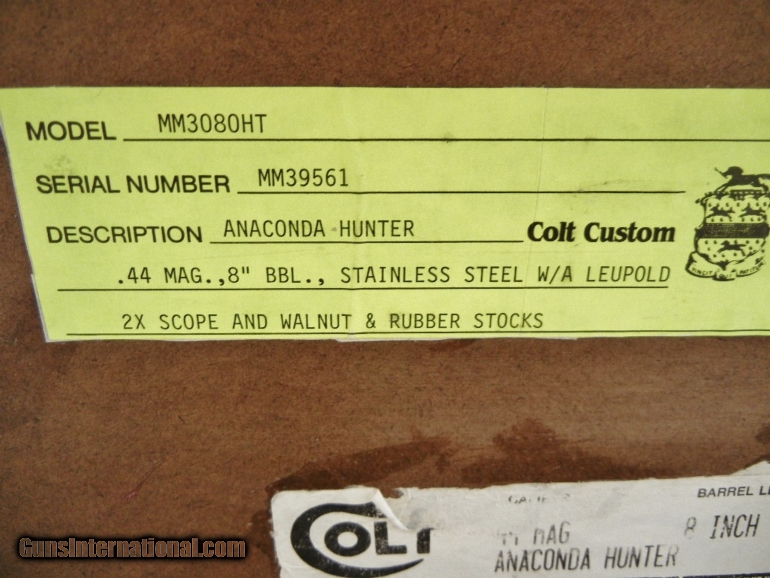 MODEL MM3080HT
SERIAL NUMBER MM39561
DESCRIPTION ANACONDA HUNTER Colt Custom
.44 MAG.,8" BBL., STAINLESS STEEL W/A LEUPOLD
2X SCOPE AND WALNUT & RUBBER STOCKS
BARREL
COLT
MAG 8 INCH
ANACONDA HUNTER
GunsInternational.com